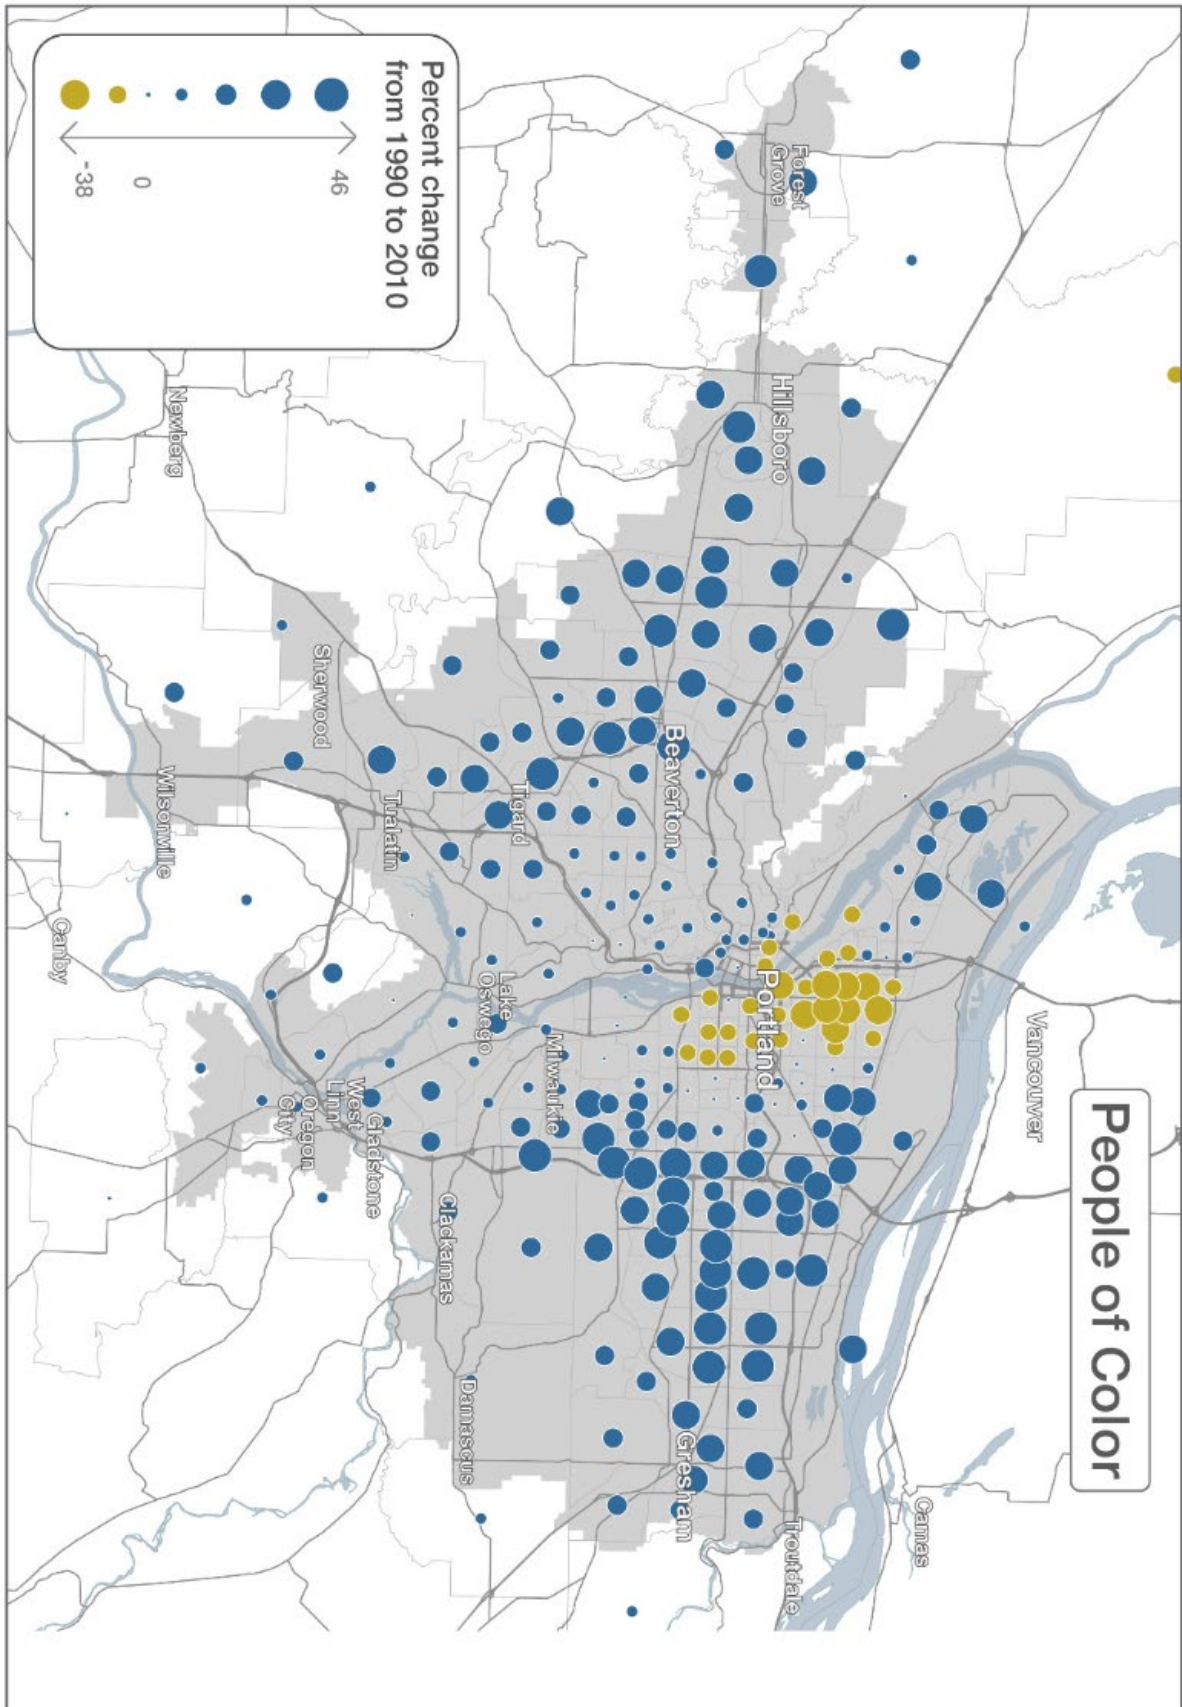 People of Color
Vancouver
Camas
Troutdale
Forest
Grove
Hillsboro
Portland
Beaverton
Gresham
Milwaukie
Tigard
Lake
Oswego
Clackamas
Damascus
Tualatin
Gladstone
West
Linn
Oregon
City
Sherwood
Wilsonville
Newberg
Canby
Percent change
from 1990 to 2010
46
0
-38